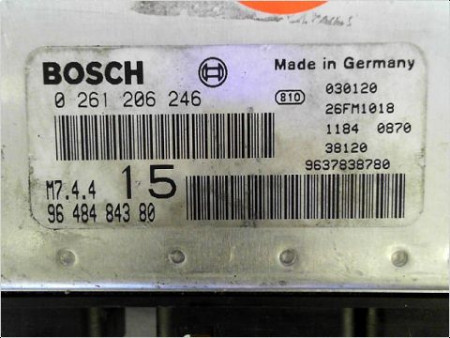 BOSCH
Made in Germany
0 261 206 246
810
030120
26FM1018
1184 0870
38120
9637838780
M7.4.4 15
96 484 843 80